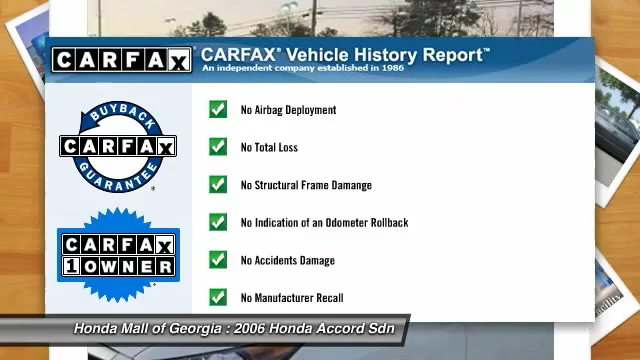 CARFAX
CARFAX® Vehicle History Report™
An independent company established in 1986
BUYBACK
CARFAX
GUARANTEE
*
CARFAX
1 OWNER
*
No Airbag Deployment
No Total Loss
No Structural Frame Damange
No Indication of an Odometer Rollback
No Accidents Damage
No Manufacturer Recall
Honda Mall of Georgia : 2006 Honda Accord Sdn